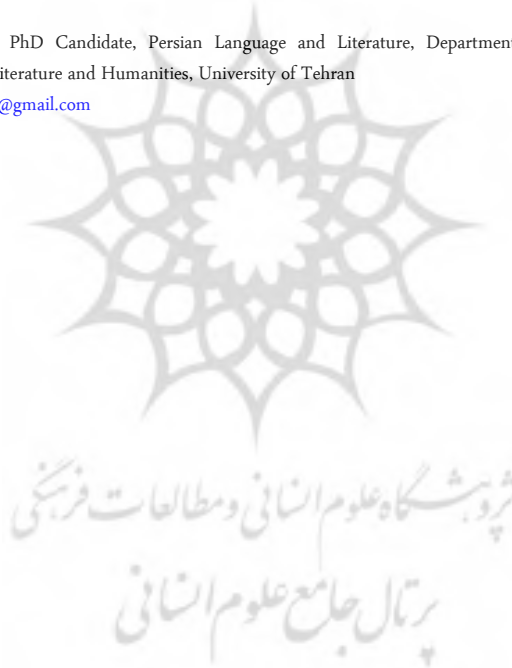 PhD Candidate, Persian Language and Literature, Department
iterature and Humanities, University of Tehran
@gmail.com
پژوهشگاه علوم انسانی و مطالعات فرهنگی
پرتال جامع علوم انسانی